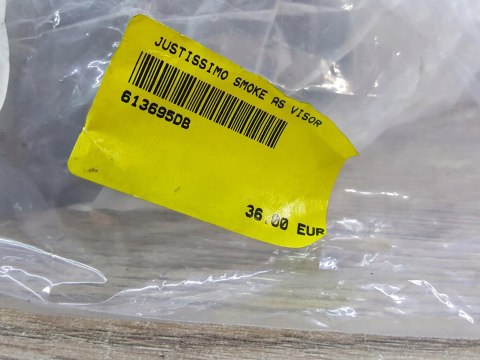 JUSTISSIMO SMOKE AS VISOR
613695DB
36.00 EUR